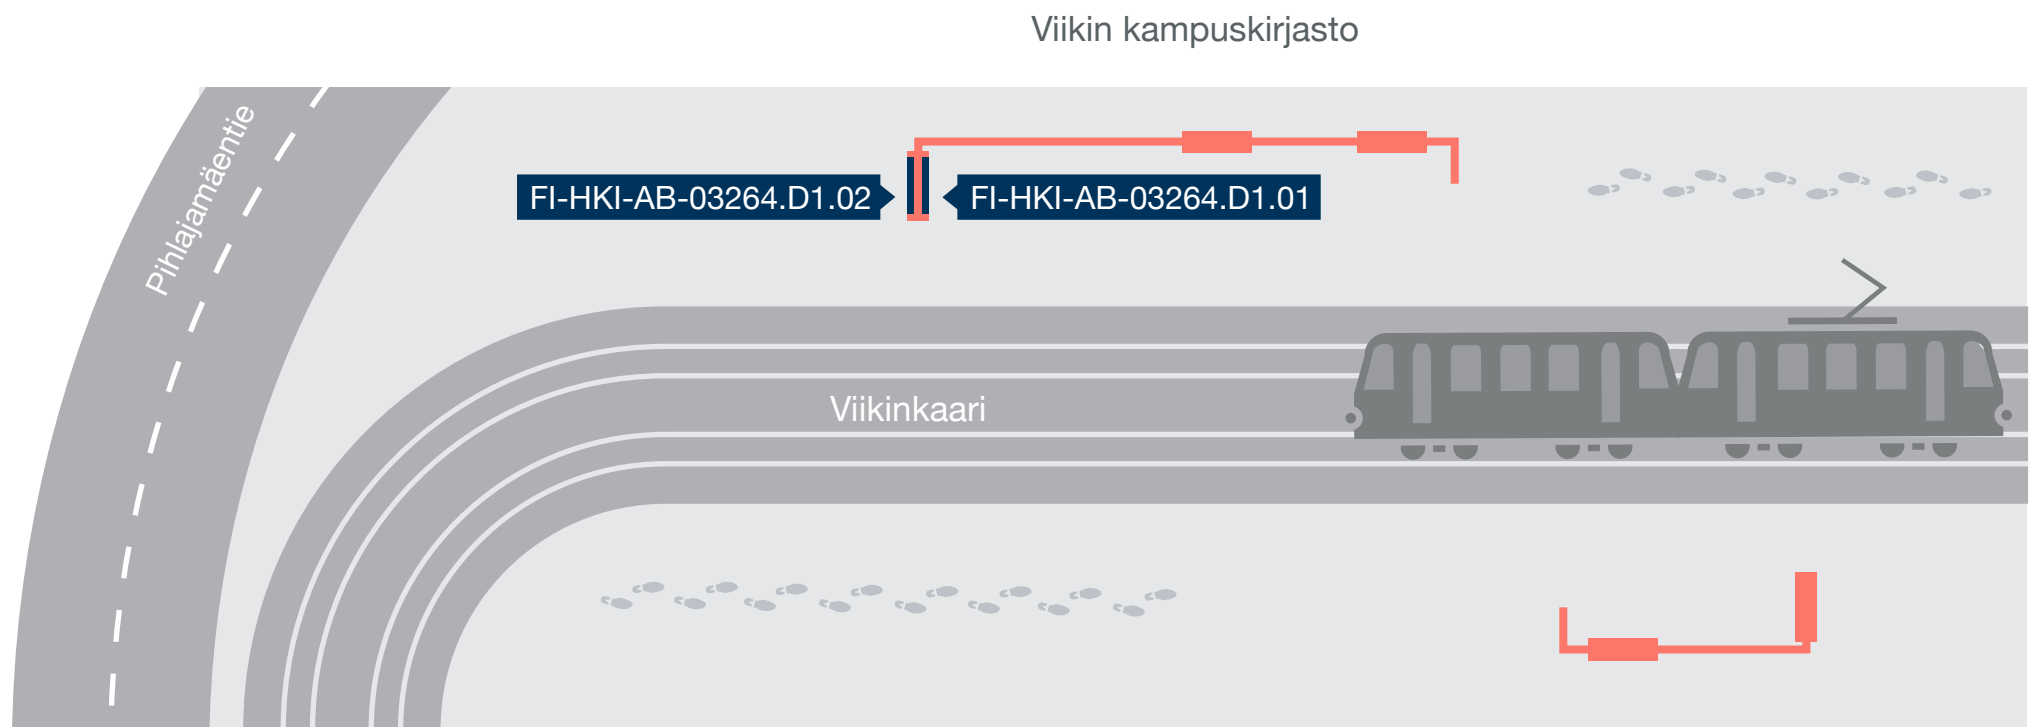 Viikin kampuskirjasto
Pihlajamäentie
FI-HKI-AB-03264.D1.02
FI-HKI-AB-03264.D1.01
Viikinkaari